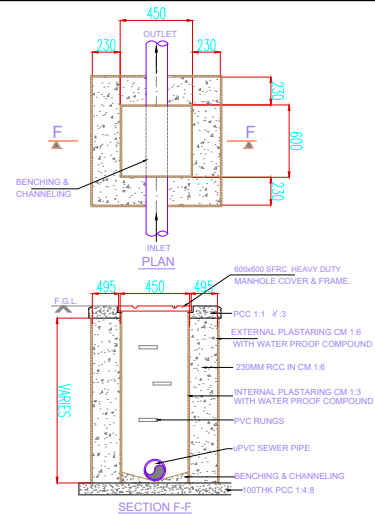 450
230
OUTLET
230
230
F
F
600
BENCHING &
CHANNELING
230
INLET
PLAN
600x600 SFRC HEAVY DUTY
MANHOLE COVER & FRAME.
495
450
495
F.G.L.
PCC 1:1 ½:3
EXTERNAL PLASTARING CM 1:6
WITH WATER PROOF COMPOUND
230MM RCC IN CM 1:6
INTERNAL PLASTARING CM 1:3
WITH WATER PROOF COMPOUND
VARIES
PVC RUNGS
uPVC SEWER PIPE
BENCHING & CHANNELING
100THK PCC 1:4:8
SECTION F-F